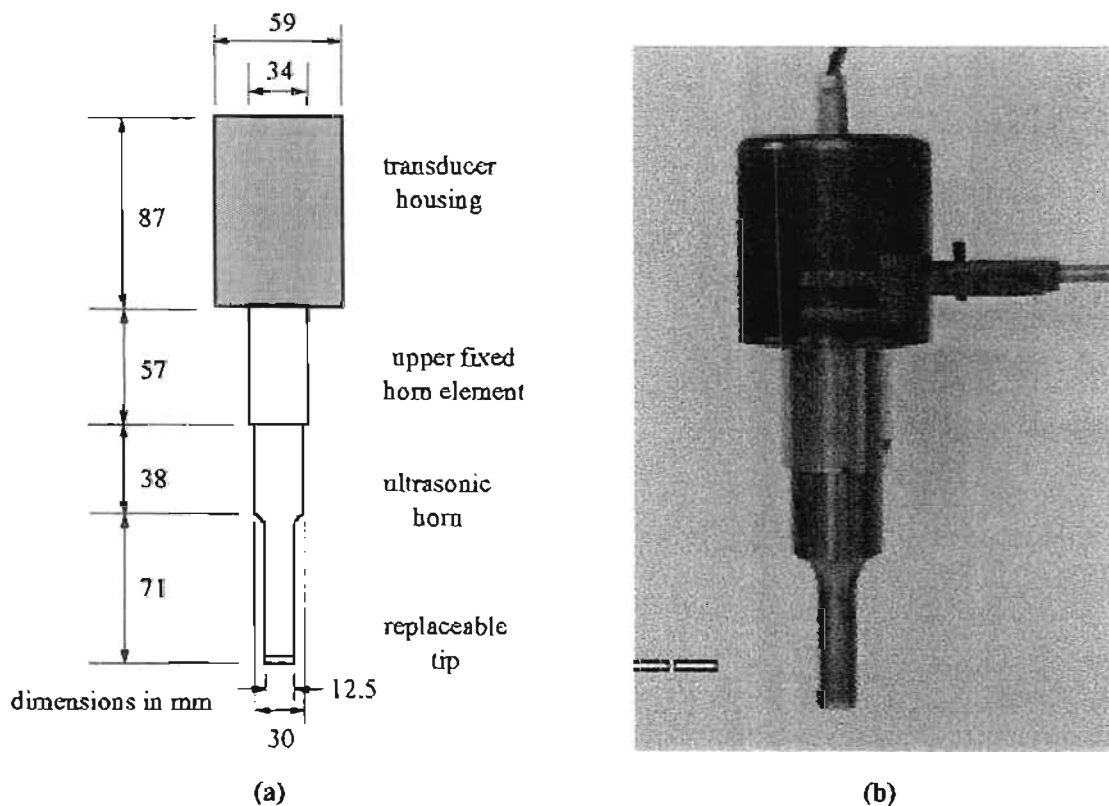 59
34
transducer
housing
87
57
upper fixed
horn element
38
ultrasonic
horn
71
replaceable
tip
12.5
dimensions in mm
30
(a)
(b)